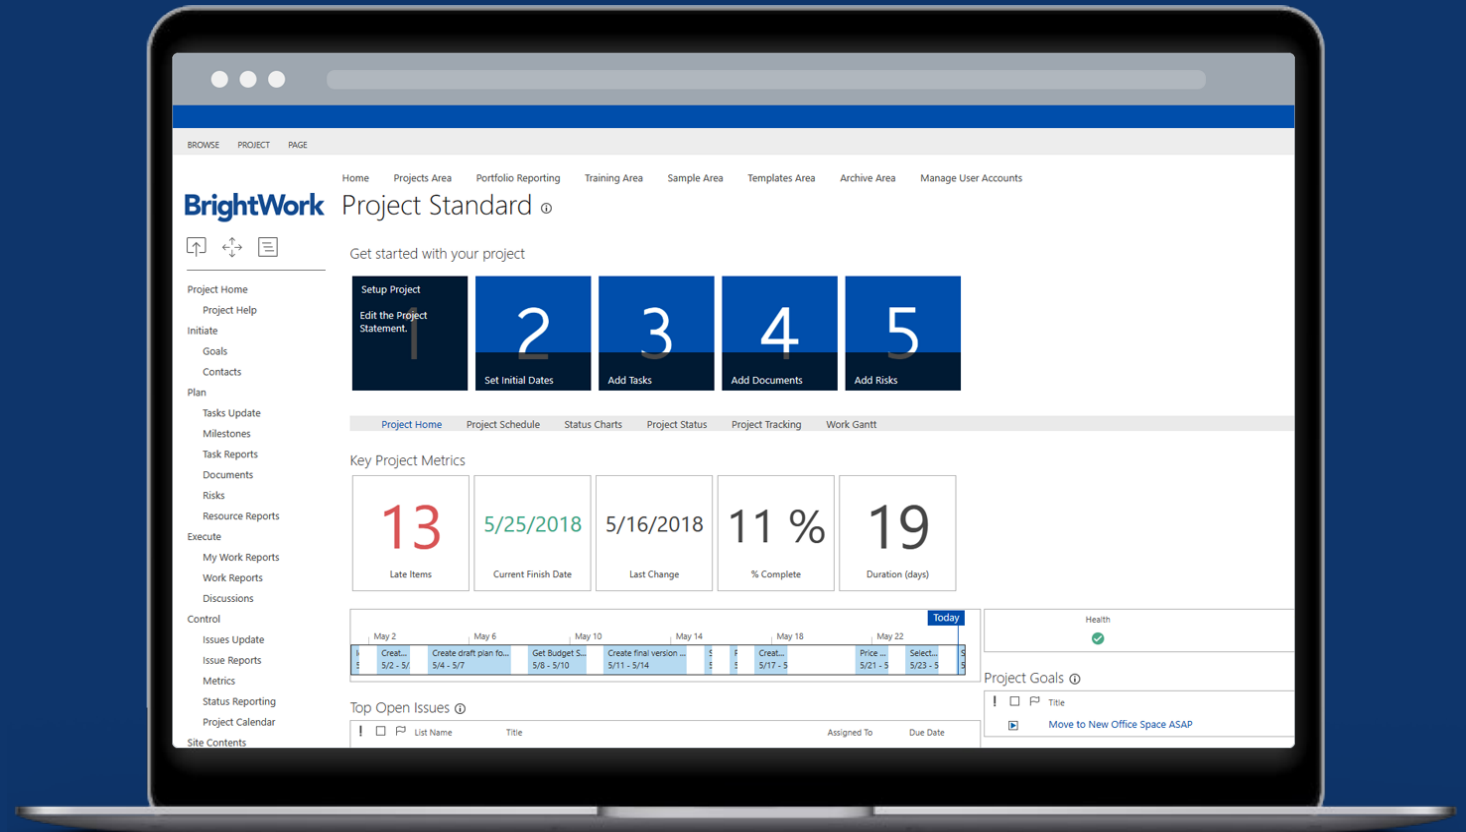 BROWSE PROJECT PAGE
Home Projects Area Portfolio Reporting Training Area Sample Area Templates Area Archive Area Manage User Accounts
BrightWork
Project Standard
Get started with your project
Setup Project
Edit the Project
Statement.
1
2
Set Initial Dates
3
Add Tasks
4
Add Documents
5
Add Risks
Project Home
Project Help
Initiate
Goals
Contacts
Plan
Tasks Update
Milestones
Task Reports
Documents
Risks
Resource Reports
Execute
My Work Reports
Work Reports
Discussions
Control
Issues Update
Issue Reports
Metrics
Status Reporting
Project Calendar
Site Contents
Project Home Project Schedule Status Charts Project Status Project Tracking Work Gantt
Key Project Metrics
13
Late Items
5/25/2018
Current Finish Date
5/16/2018
Last Change
11 %
% Complete
19
Duration (days)
Today
May 2 May 6 May 10 May 14 May 18 May 22
Creat... Create draft plan fo... Get Budget S... Create final version ... Creat... Price ... Select...
5/2 - 5/ 5/4 - 5/7 5/8 - 5/10 5/11 - 5/14 5/17 - 5 5/21 - 5 5/23 - 5
Health
Project Goals
! Title
Move to New Office Space ASAP
Top Open Issues
! List Name Title Assigned To Due Date